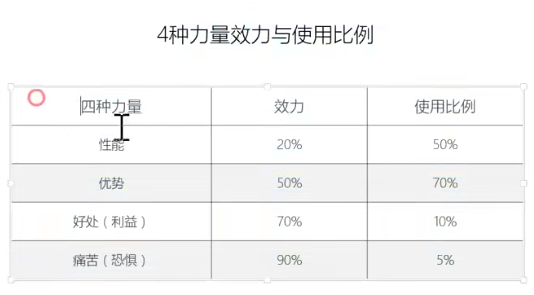 4种力量效力与使用比例
四种力量 效力 使用比例
性能 20% 50%
优势 50% 70%
好处（利益） 70% 10%
痛苦（恐惧） 90% 5%